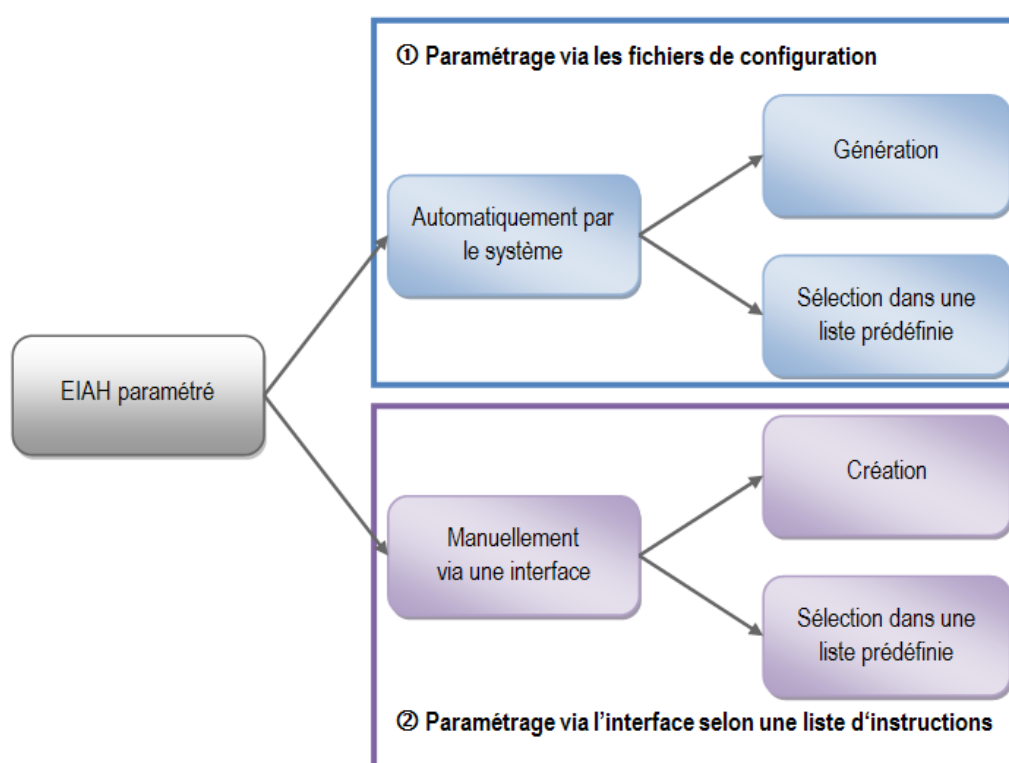 ① Paramétrage via les fichiers de configuration
Génération
Automatiquement par
le système
Sélection dans une
liste prédéfinie
EIAH paramétré
Création
Manuellement
via une interface
Sélection dans une
liste prédéfinie
② Paramétrage via l’interface selon une liste d‘instructions